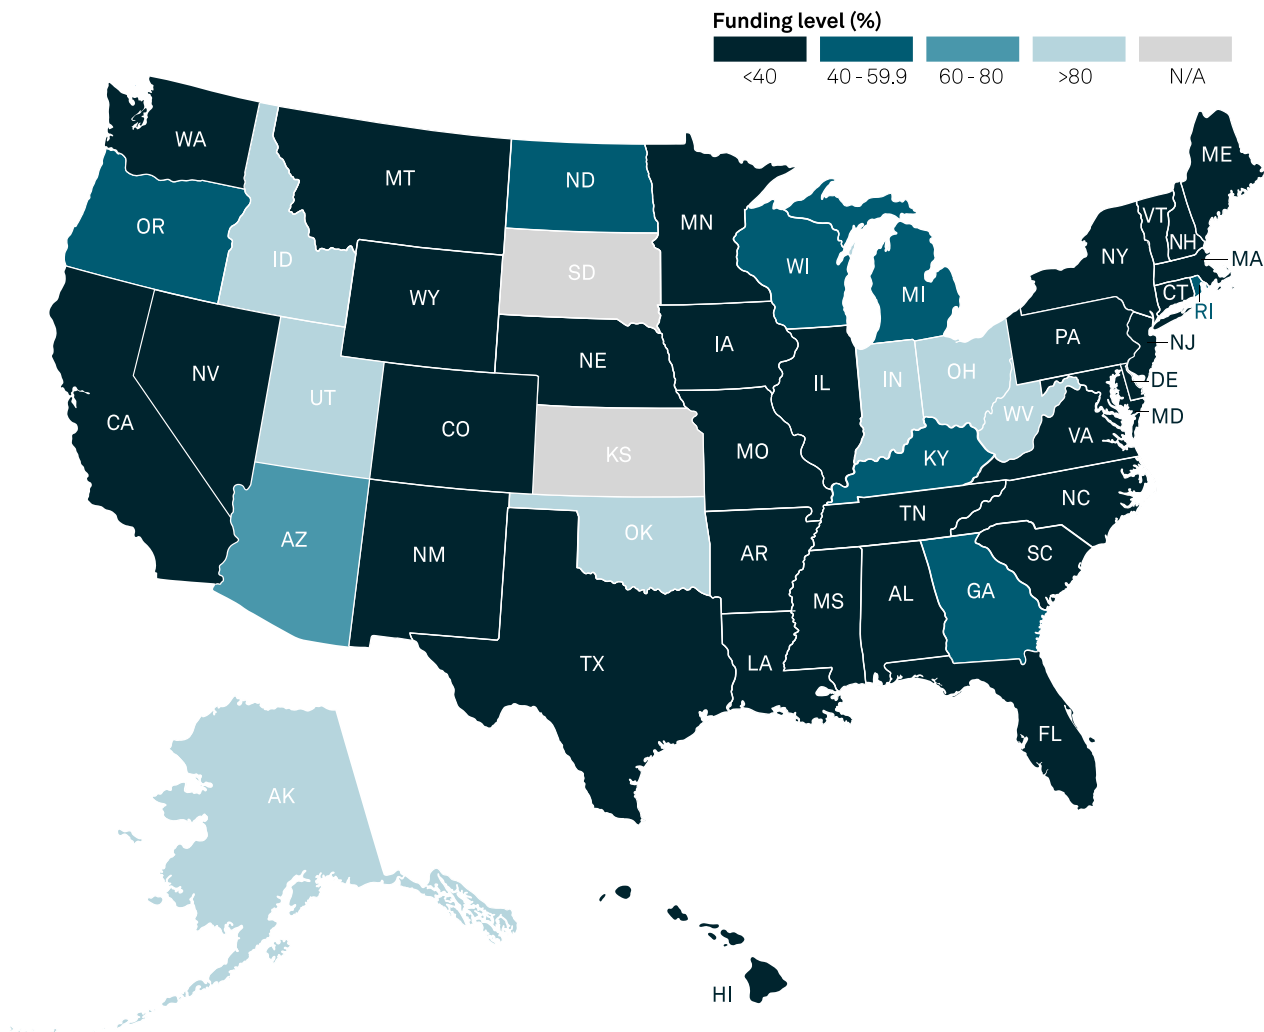 Funding level (%)
<40 40 - 59.9 60 - 80 >80 N/A
WA
MT
ND
MN
ME
OR
ID
SD
WI
MI
VT
NH
NY
MA
WY
CT
RI
NV
UT
NE
IA
PA
NJ
CA
CO
KS
MO
IL
IN
OH
WV
DE
MD
VA
KY
AZ
NM
OK
AR
TN
NC
SC
MS
AL
GA
TX
LA
FL
AK
HI